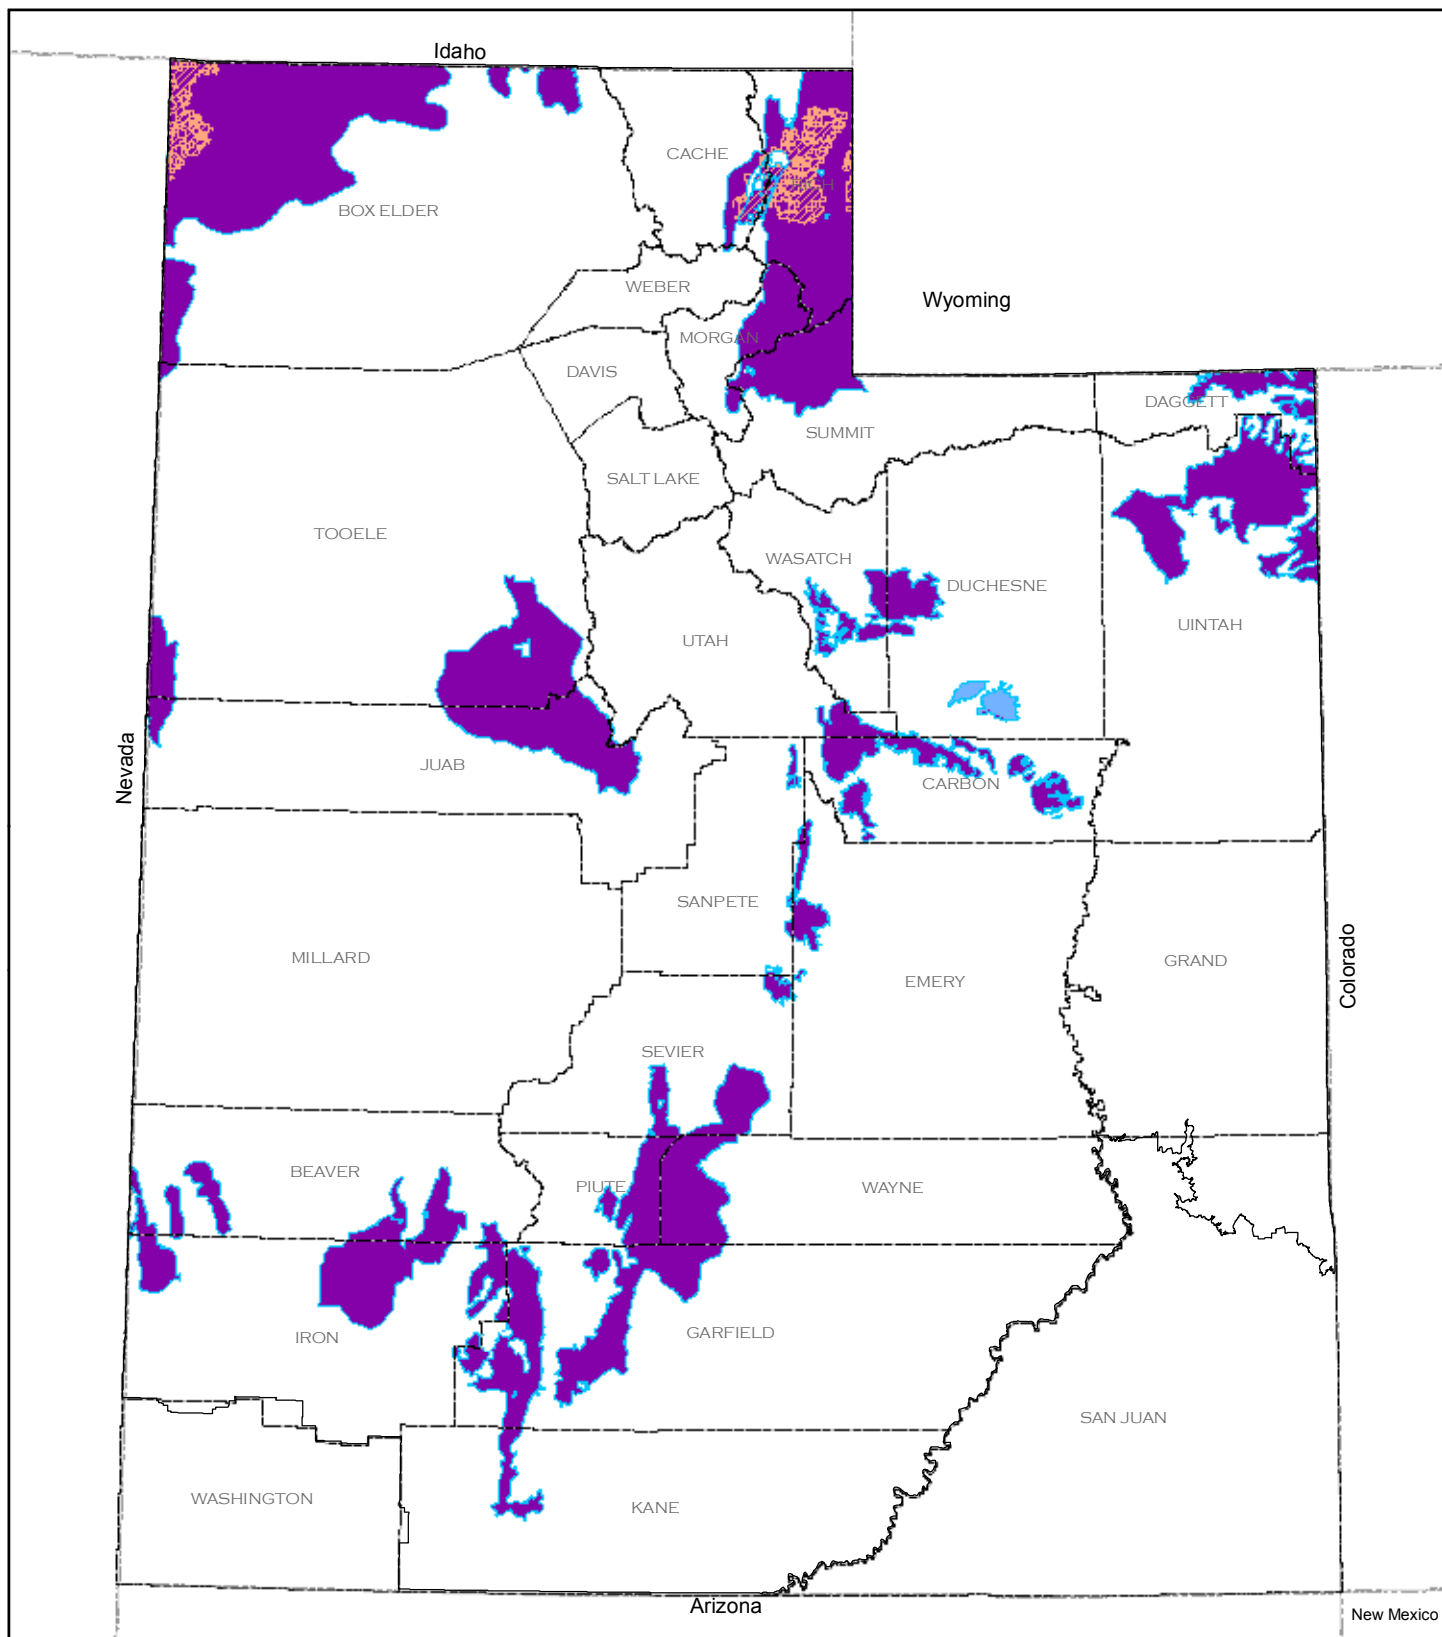 Idaho
CACHE
RICH
BOX ELDER
WEBER
Wyoming
MORGAN
DAVIS
DAGGETT
SUMMIT
SALT LAKE
TOOELE
WASATCH
DUCHESNE
UINTAH
UTAH
Nevada
JUAB
CARBON
SANPETE
MILLARD
GRAND
EMERY
Colorado
SEVIER
BEAVER
PIUTE
WAYNE
GARFIELD
IRON
SAN JUAN
WASHINGTON
KANE
Arizona
New Mexico